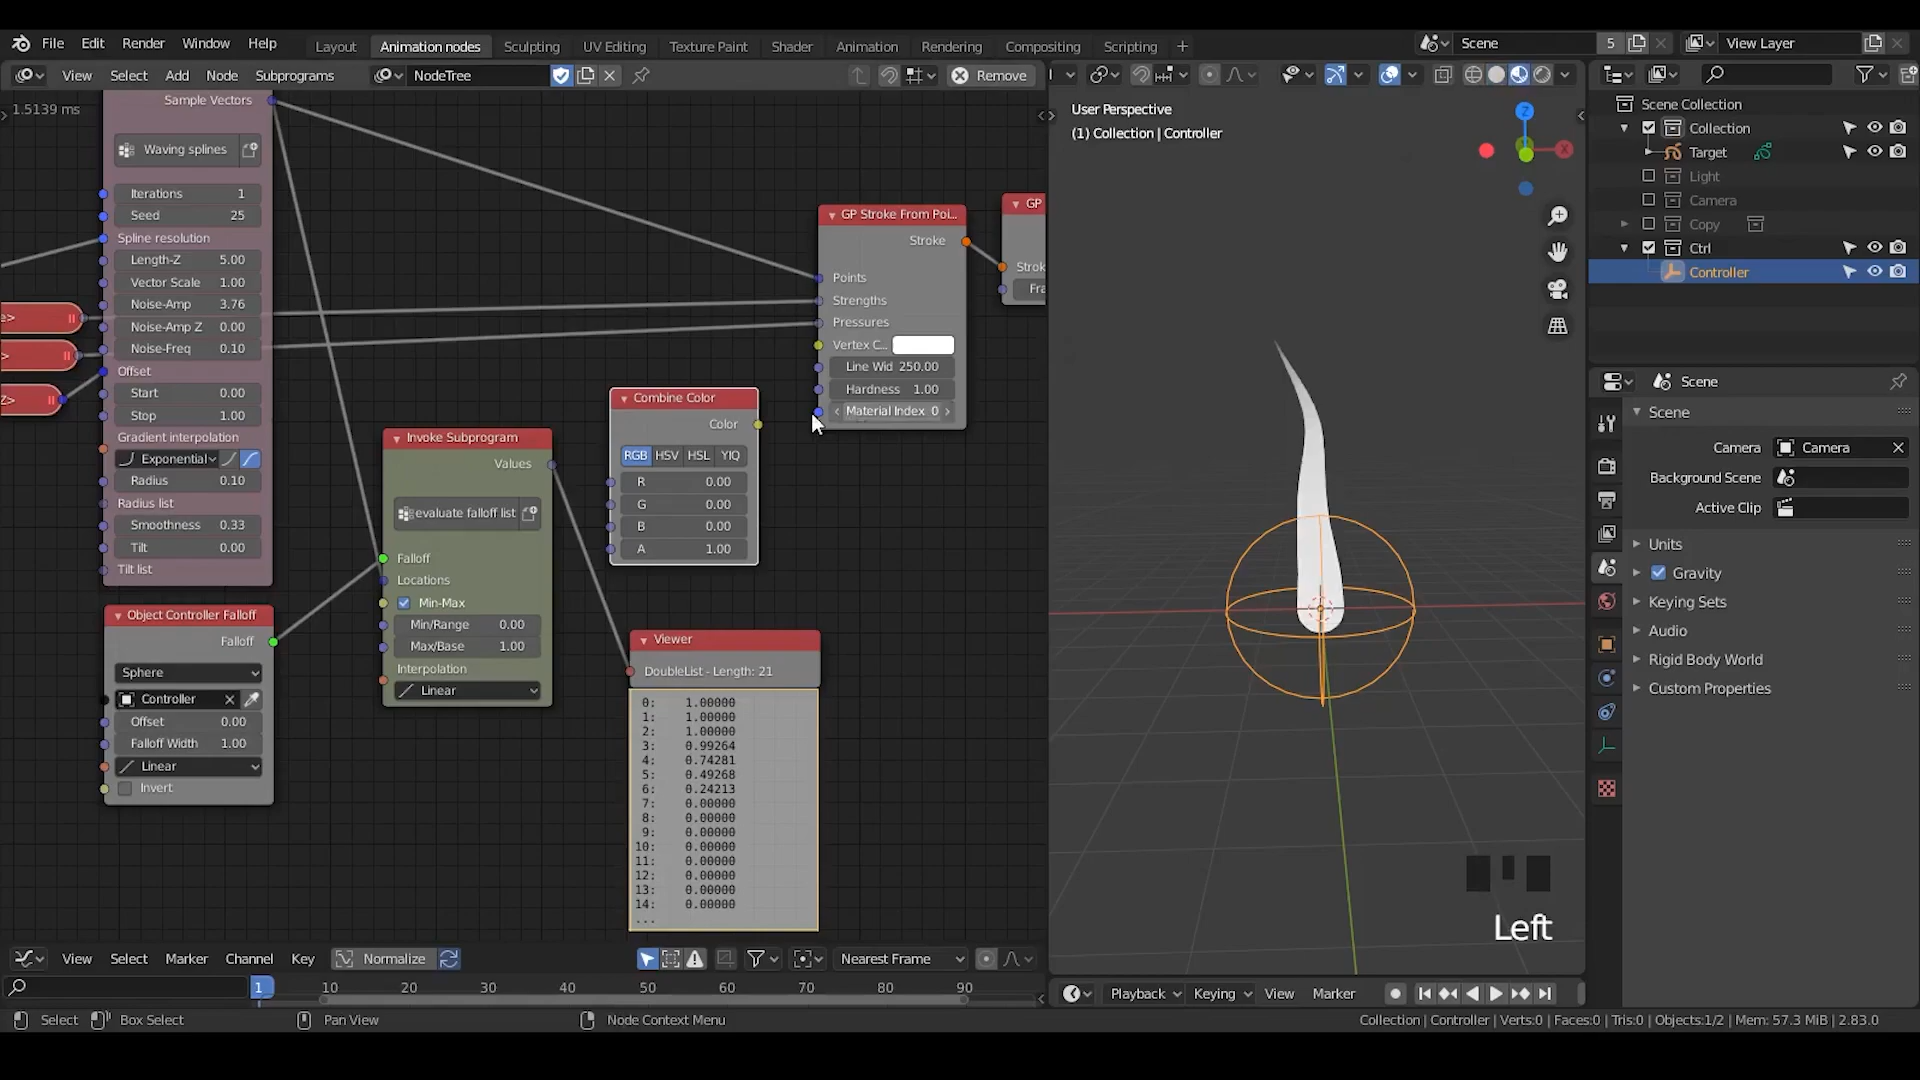 File Edit Render Window Help
Layout Animation nodes Sculpting UV Editing Texture Paint Shader Animation Rendering Compositing Scripting
Scene 5 View Layer
View Select Add Node Subprograms NodeTree Remove
1.5139 ms
Sample Vectors
Waving splines
Iterations 1
Seed 25
Spline resolution
Length-Z 5.00
Vector Scale 1.00
Noise-Amp 3.76
Noise-Amp Z 0.00
Noise-Freq 0.10
Offset
Start 0.00
Stop 1.00
Gradient interpolation
Exponential
Radius 0.10
Radius list
Smoothness 0.33
Tilt 0.00
Tilt list
e>
>
Z>
Object Controller Falloff
Falloff
Sphere
Controller
Offset 0.00
Falloff Width 1.00
Linear
Invert
Invoke Subprogram
Values
evaluate falloff list
Falloff
Locations
Min-Max
Min/Range 0.00
Max/Base 1.00
Interpolation
Linear
Combine Color
Color
RGB HSV HSL YIQ
R 0.00
G 0.00
B 0.00
A 1.00
Viewer
DoubleList - Length: 21
0: 1.00000
1: 1.00000
2: 1.00000
3: 0.99264
4: 0.74281
5: 0.49268
6: 0.24213
7: 0.00000
8: 0.00000
9: 0.00000
10: 0.00000
11: 0.00000
12: 0.00000
13: 0.00000
14: 0.00000
...
GP Stroke From Poi...
Stroke
Points
Strengths
Pressures
Vertex C...
Line Wid 250.00
Hardness 1.00
Material Index 0
GP
Strok
Fra
User Perspective
(1) Collection | Controller
Z
X
Left
Scene Collection
Collection
Target
Light
Camera
Copy
Ctrl
Controller
Scene
Scene
Camera Camera
Background Scene
Active Clip
Units
Gravity
Keying Sets
Audio
Rigid Body World
Custom Properties
View Select Marker Channel Key Normalize Nearest Frame
1 10 20 30 40 50 60 70 80 90
Playback Keying View Marker
Select Box Select Pan View Node Context Menu
Collection | Controller | Verts:0 | Faces:0 | Tris:0 | Objects:1/2 | Mem: 57.3 MiB | 2.83.0